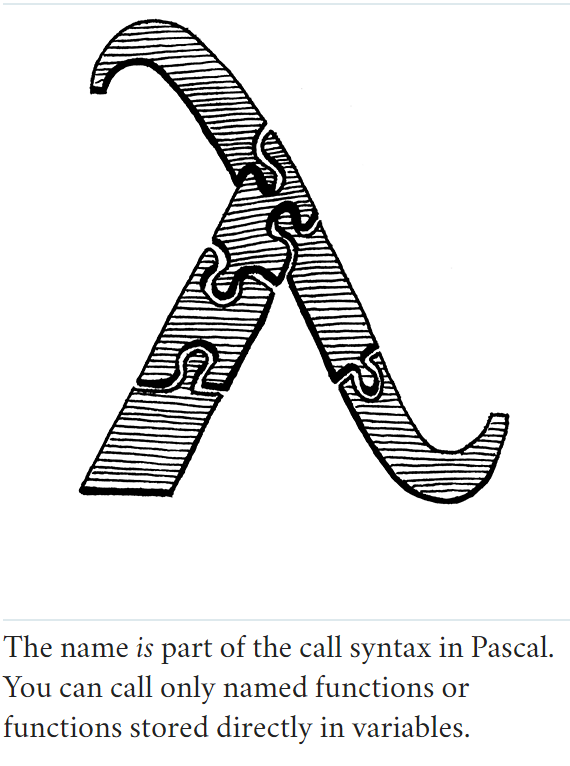 The name is part of the call syntax in Pascal.
You can call only named functions or
functions stored directly in variables.